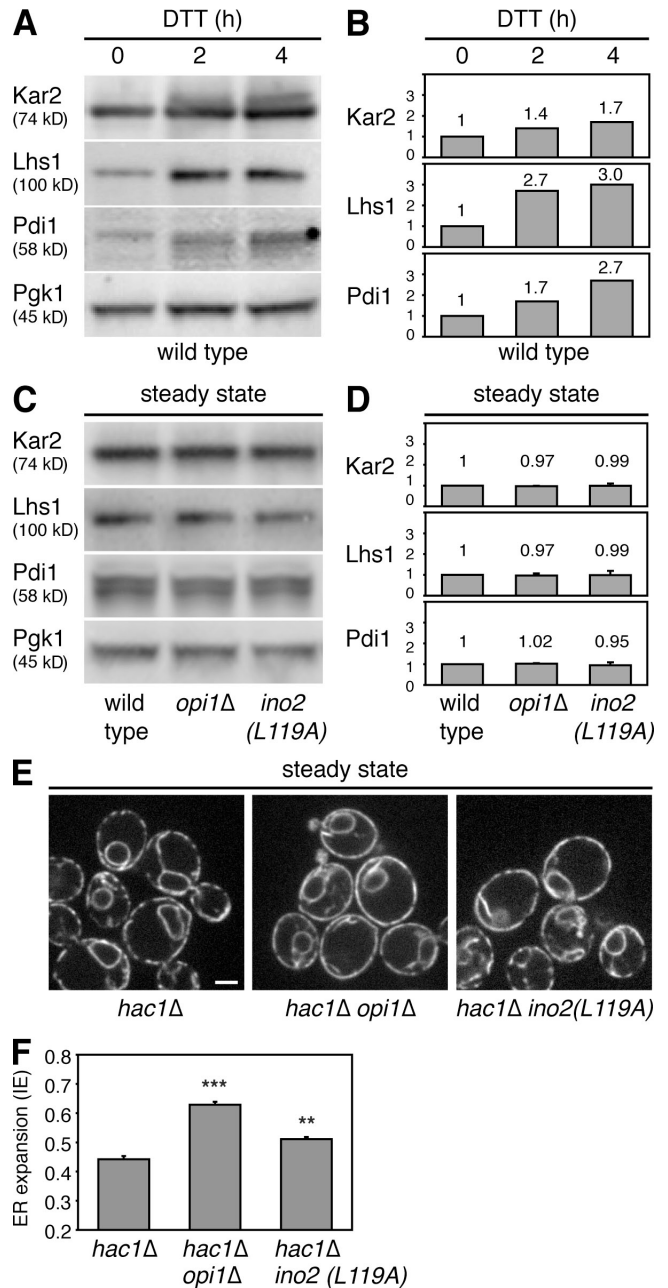 A
DTT (h)
0 2 4
Kar2
(74 kD)
Lhs1
(100 kD)
Pdi1
(58 kD)
Pgk1
(45 kD)
wild type
B
DTT (h)
0 2 4
Kar2
3
2
1
0
1 1.4 1.7
Lhs1
3
2
1
0
1 2.7 3.0
Pdi1
3
2
1
0
1 1.7 2.7
wild type
C
steady state
Kar2
(74 kD)
Lhs1
(100 kD)
Pdi1
(58 kD)
Pgk1
(45 kD)
wild opi1Δ ino2
type (L119A)
D
steady state
Kar2
3
2
1
0
1 0.97 0.99
Lhs1
3
2
1
0
1 0.97 0.99
Pdi1
3
2
1
0
1 1.02 0.95
wild opi1Δ ino2
type (L119A)
E
steady state
hac1Δ hac1Δ opi1Δ hac1Δ ino2(L119A)
F
ER expansion (IE)
0.8
0.7
0.6
0.5
0.4
0.3
0.2
*** **
hac1Δ hac1Δ hac1Δ
opi1Δ ino2 (L119A)